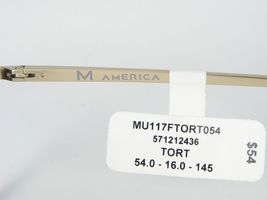 M AMERICA
MU117FTORT054
571212436
TORT
54.0 - 16.0 - 145
$54